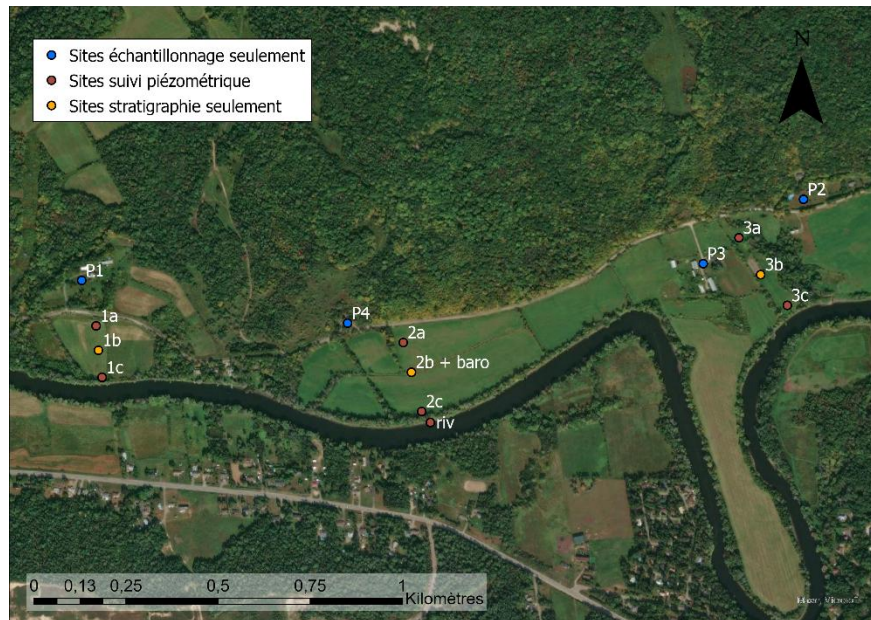 Sites échantillonnage seulement
Sites suivi piézométrique
Sites stratigraphie seulement
N
P2
3a
P3
3b
P1
3c
1a
P4
1b
2a
2b + baro
1c
2c
riv
0 0,13 0,25 0,5 0,75 1
Kilomètres